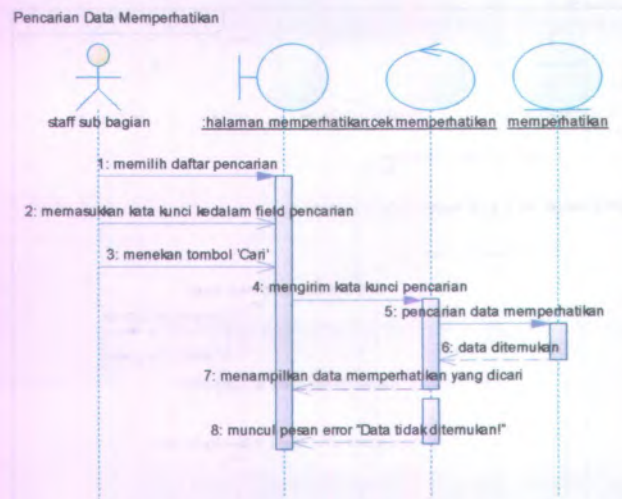 Pencarian Data Memperhatikan
staff sub bagian
:halaman memperhatikan
:cek memperhatikan
memperhatikan
1: memilih daftar pencarian
2: memasukkan kata kunci kedalam field pencarian
3: menekan tombol 'Cari'
4: mengirim kata kunci pencarian
5: pencarian data memperhatikan
6: data ditemukan
7: menampilkan data memperhatikan yang dicari
8: muncul pesan error "Data tidak ditemukan!"